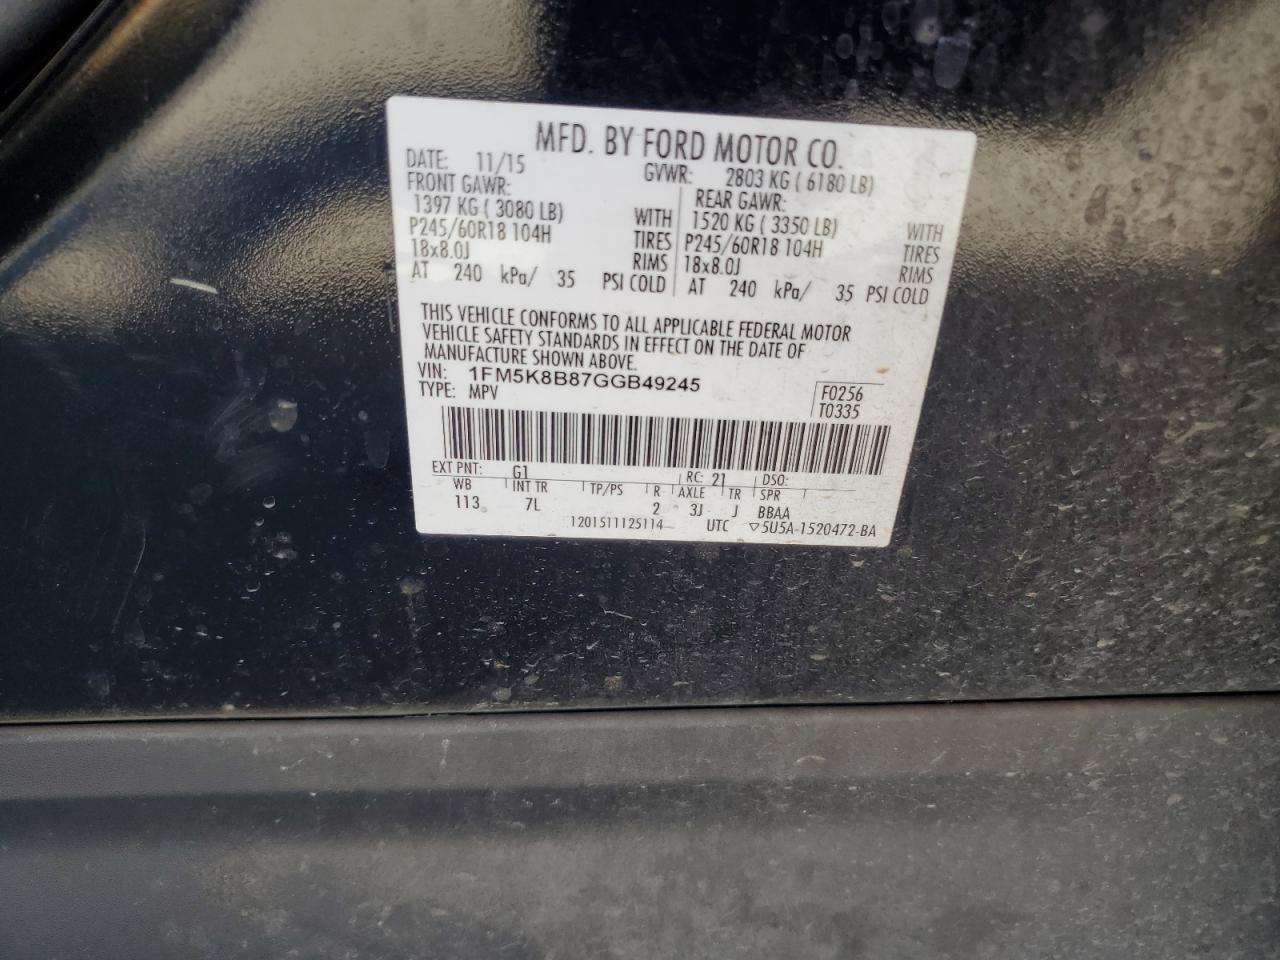 MFD. BY FORD MOTOR CO.
DATE: 11/15 GVWR: 2803 KG ( 6180 LB)
FRONT GAWR: REAR GAWR:
1397 KG ( 3080 LB) WITH 1520 KG ( 3350 LB) WITH
P245/60R18 104H TIRES P245/60R18 104H TIRES
18x8.0J RIMS 18x8.0J RIMS
AT 240 kPa/ 35 PSI COLD AT 240 kPa/ 35 PSI COLD
THIS VEHICLE CONFORMS TO ALL APPLICABLE FEDERAL MOTOR
VEHICLE SAFETY STANDARDS IN EFFECT ON THE DATE OF
MANUFACTURE SHOWN ABOVE.
VIN: 1FM5K8B87GGB49245
TYPE: MPV
F0256
T0335
EXT PNT: G1 RC: 21 DSO:
WB INT TR TP/PS R AXLE TR SPR
113 7L 2 3J J BBAA
1201511125114 UTC ▽5U5A-1520472-BA